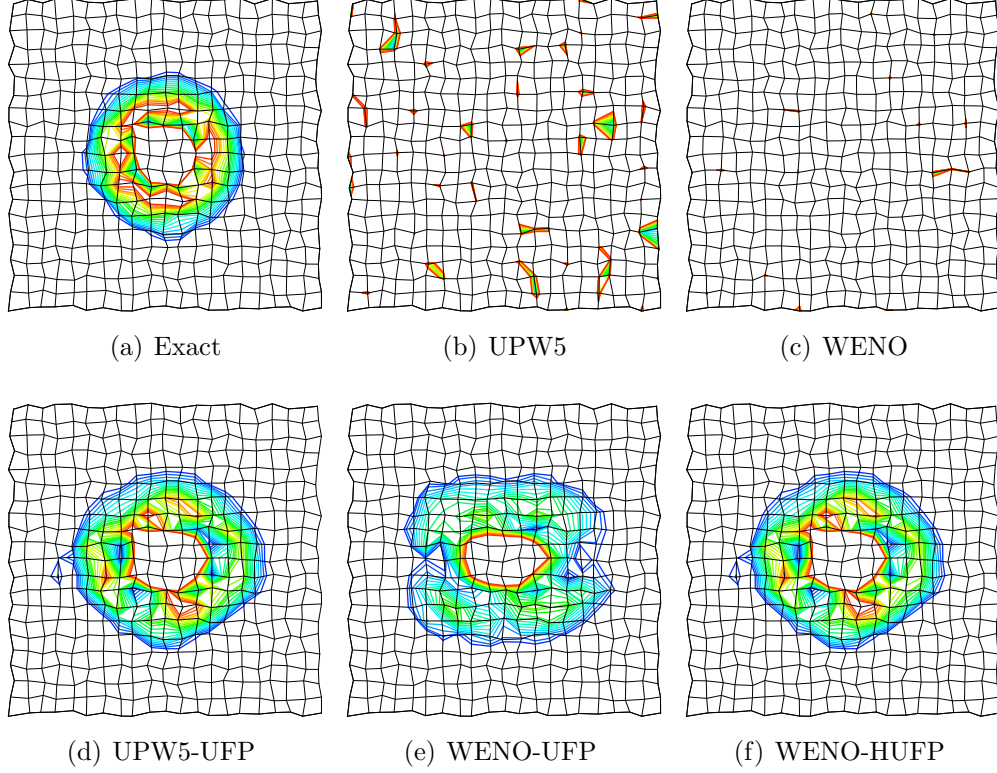 (a) Exact
(b) UPW5
(c) WENO
(d) UPW5-UFP
(e) WENO-UFP
(f) WENO-HUFP